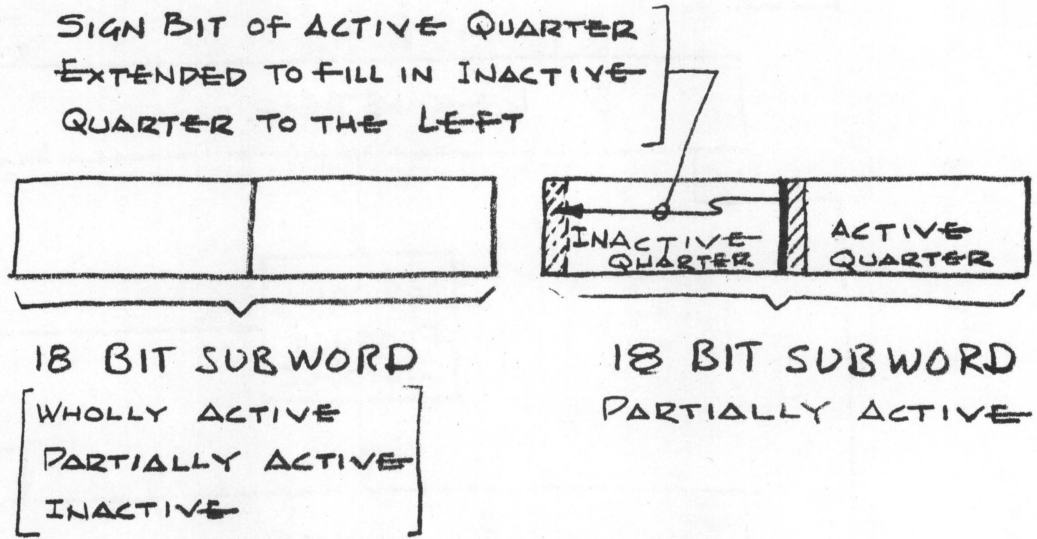 SIGN BIT OF ACTIVE QUARTER
EXTENDED TO FILL IN INACTIVE
QUARTER TO THE LEFT
INACTIVE
QUARTER
ACTIVE
QUARTER
18 BIT SUBWORD
WHOLLY ACTIVE
PARTIALLY ACTIVE
INACTIVE
18 BIT SUBWORD
PARTIALLY ACTIVE